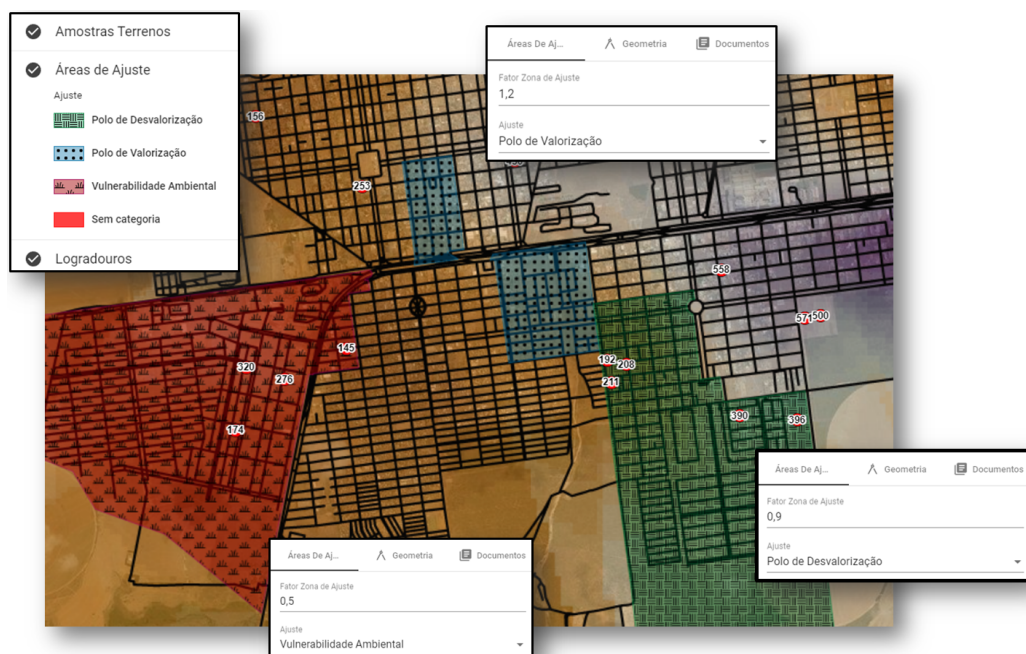 Amostras Terrenos
Áreas de Ajuste
Ajuste
Polo de Desvalorização
Polo de Valorização
Vulnerabilidade Ambiental
Sem categoria
Logradouros
Áreas De Aj... Geometria Documentos
Fator Zona de Ajuste
1,2
Ajuste
Polo de Valorização
156
253
558
571 500
145
192 208
320
276
211
174
390
396
Áreas De Aj... Geometria Documentos
Fator Zona de Ajuste
0,9
Ajuste
Polo de Desvalorização
Áreas De Aj... Geometria Documentos
Fator Zona de Ajuste
0,5
Ajuste
Vulnerabilidade Ambiental